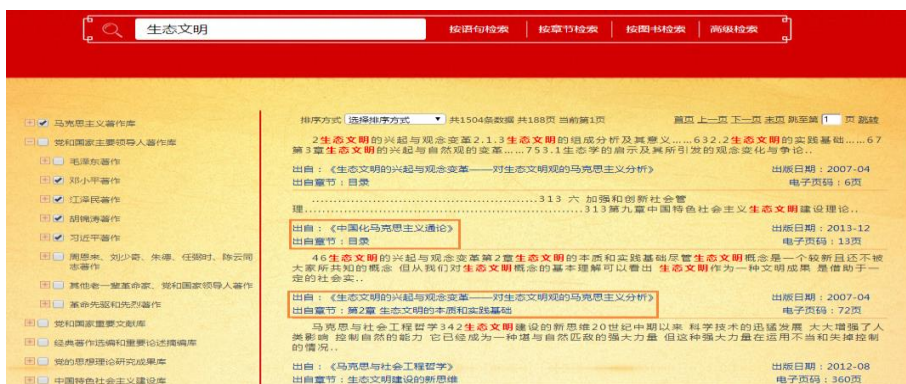 生态文明
按语句检索 按章节检索 按图书检索 高级检索
排序方式 选择排序方式 共1504条数据 共188页 当前第1页 首页 上一页 下一页 末页 跳至第 1 页 跳转
马克思主义著作库
党和国家主要领导人著作库
毛泽东著作
邓小平著作
江泽民著作
胡锦涛著作
习近平著作
周恩来、刘少奇、朱德、任弼时、陈云同
志著作
其他老一辈革命家、党和国家领导人著作
革命先驱和先烈著作
党和国家重要文献库
经典著作选编和重要论述摘编库
党的思想理论研究成果库
中国特色社会主义建设库
2生态文明的兴起与观念变革2.1.3生态文明的组成分析及其意义……632.2生态文明的实践基础……67
第3章生态文明的兴起与自然观的变革……753.1生态学的启示及其所引发的观念变化与争论..
出自：《生态文明的兴起与观念变革——对生态文明观的马克思主义分析》 出版日期：2007-04
出自章节：目录 电子页码：6页
………………………………………313 六 加强和创新社会管
理………………………………………………313第九章中国特色社会主义生态文明建设理论..
出自：《中国化马克思主义通论》 出版日期：2013-12
出自章节：目录 电子页码：13页
46生态文明的兴起与观念变革第2章生态文明的本质和实践基础尽管生态文明概念是一个较新且还不被
大家所共知的概念 但从我们对生态文明概念的基本理解可以看出 生态文明作为一种文明成果 是借助于一
定的社会实..
出自：《生态文明的兴起与观念变革——对生态文明观的马克思主义分析》 出版日期：2007-04
出自章节：第2章 生态文明的本质和实践基础 电子页码：72页
马克思与社会工程哲学342生态文明建设的新思维20世纪中期以来 科学技术的迅猛发展 大大增强了人
类影响 控制自然的能力 它已经成为一种堪与自然匹敌的强大力量 但这种强大力量在运用不当和失掉控制
的情况..
出自：《马克思与社会工程哲学》 出版日期：2012-08
出自章节：生态文明建设的新思维 电子页码：360页